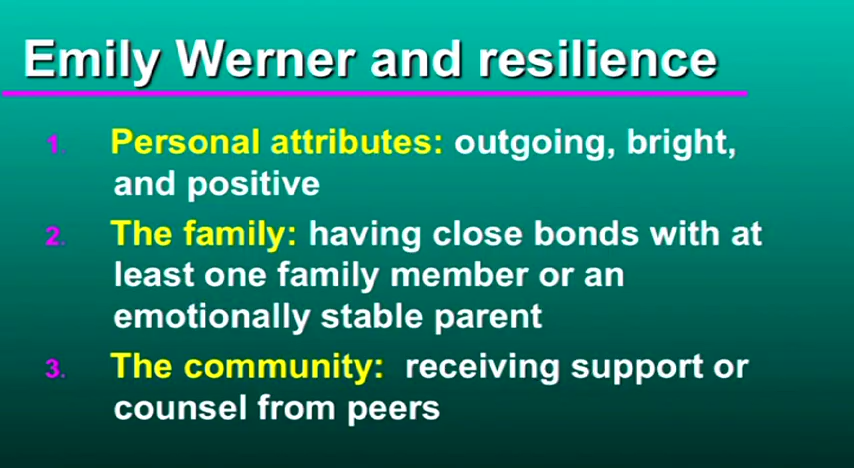 Emily Werner and resilience
1. Personal attributes: outgoing, bright,
and positive
2. The family: having close bonds with at
least one family member or an
emotionally stable parent
3. The community: receiving support or
counsel from peers